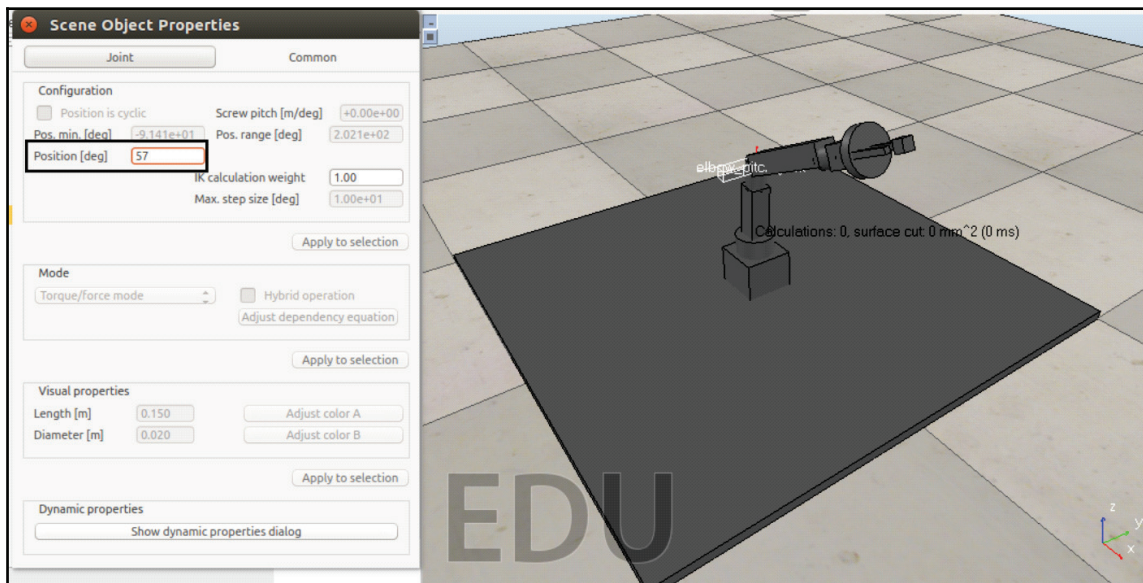 Scene Object Properties
Joint
Common
Configuration
Position is cyclic
Screw pitch [m/deg]
+0.00e+00
Pos. min. [deg]
-9.141e+01
Pos. range [deg]
2.021e+02
Position [deg]
57
IK calculation weight
1.00
Max. step size [deg]
1.00e+01
Apply to selection
Mode
Torque/force mode
Hybrid operation
Adjust dependency equation
Apply to selection
Visual properties
Length [m]
0.150
Adjust color A
Diameter [m]
0.020
Adjust color B
Apply to selection
Dynamic properties
Show dynamic properties dialog
Calculations: 0, surface cut: 0 mm^2 (0 ms)
EDU
z
y
x